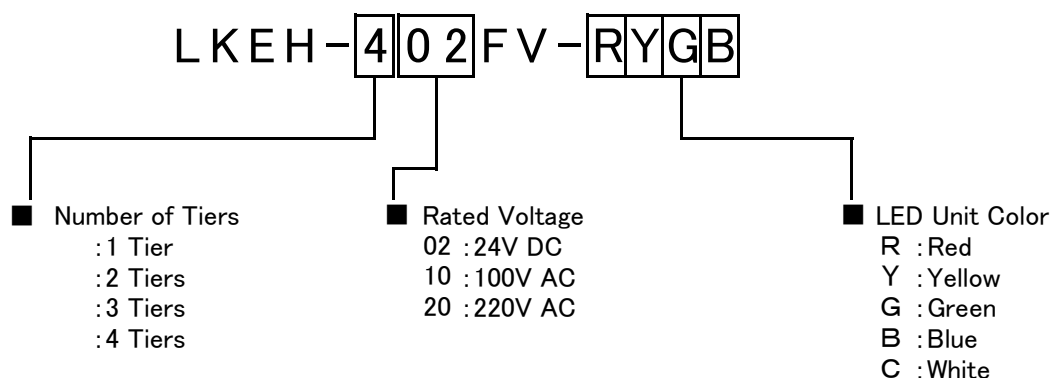 LKEH-402FV-RYGB
■ Number of Tiers
:1 Tier
:2 Tiers
:3 Tiers
:4 Tiers
■ Rated Voltage
02 :24V DC
10 :100V AC
20 :220V AC
■ LED Unit Color
R :Red
Y :Yellow
G :Green
B :Blue
C :White